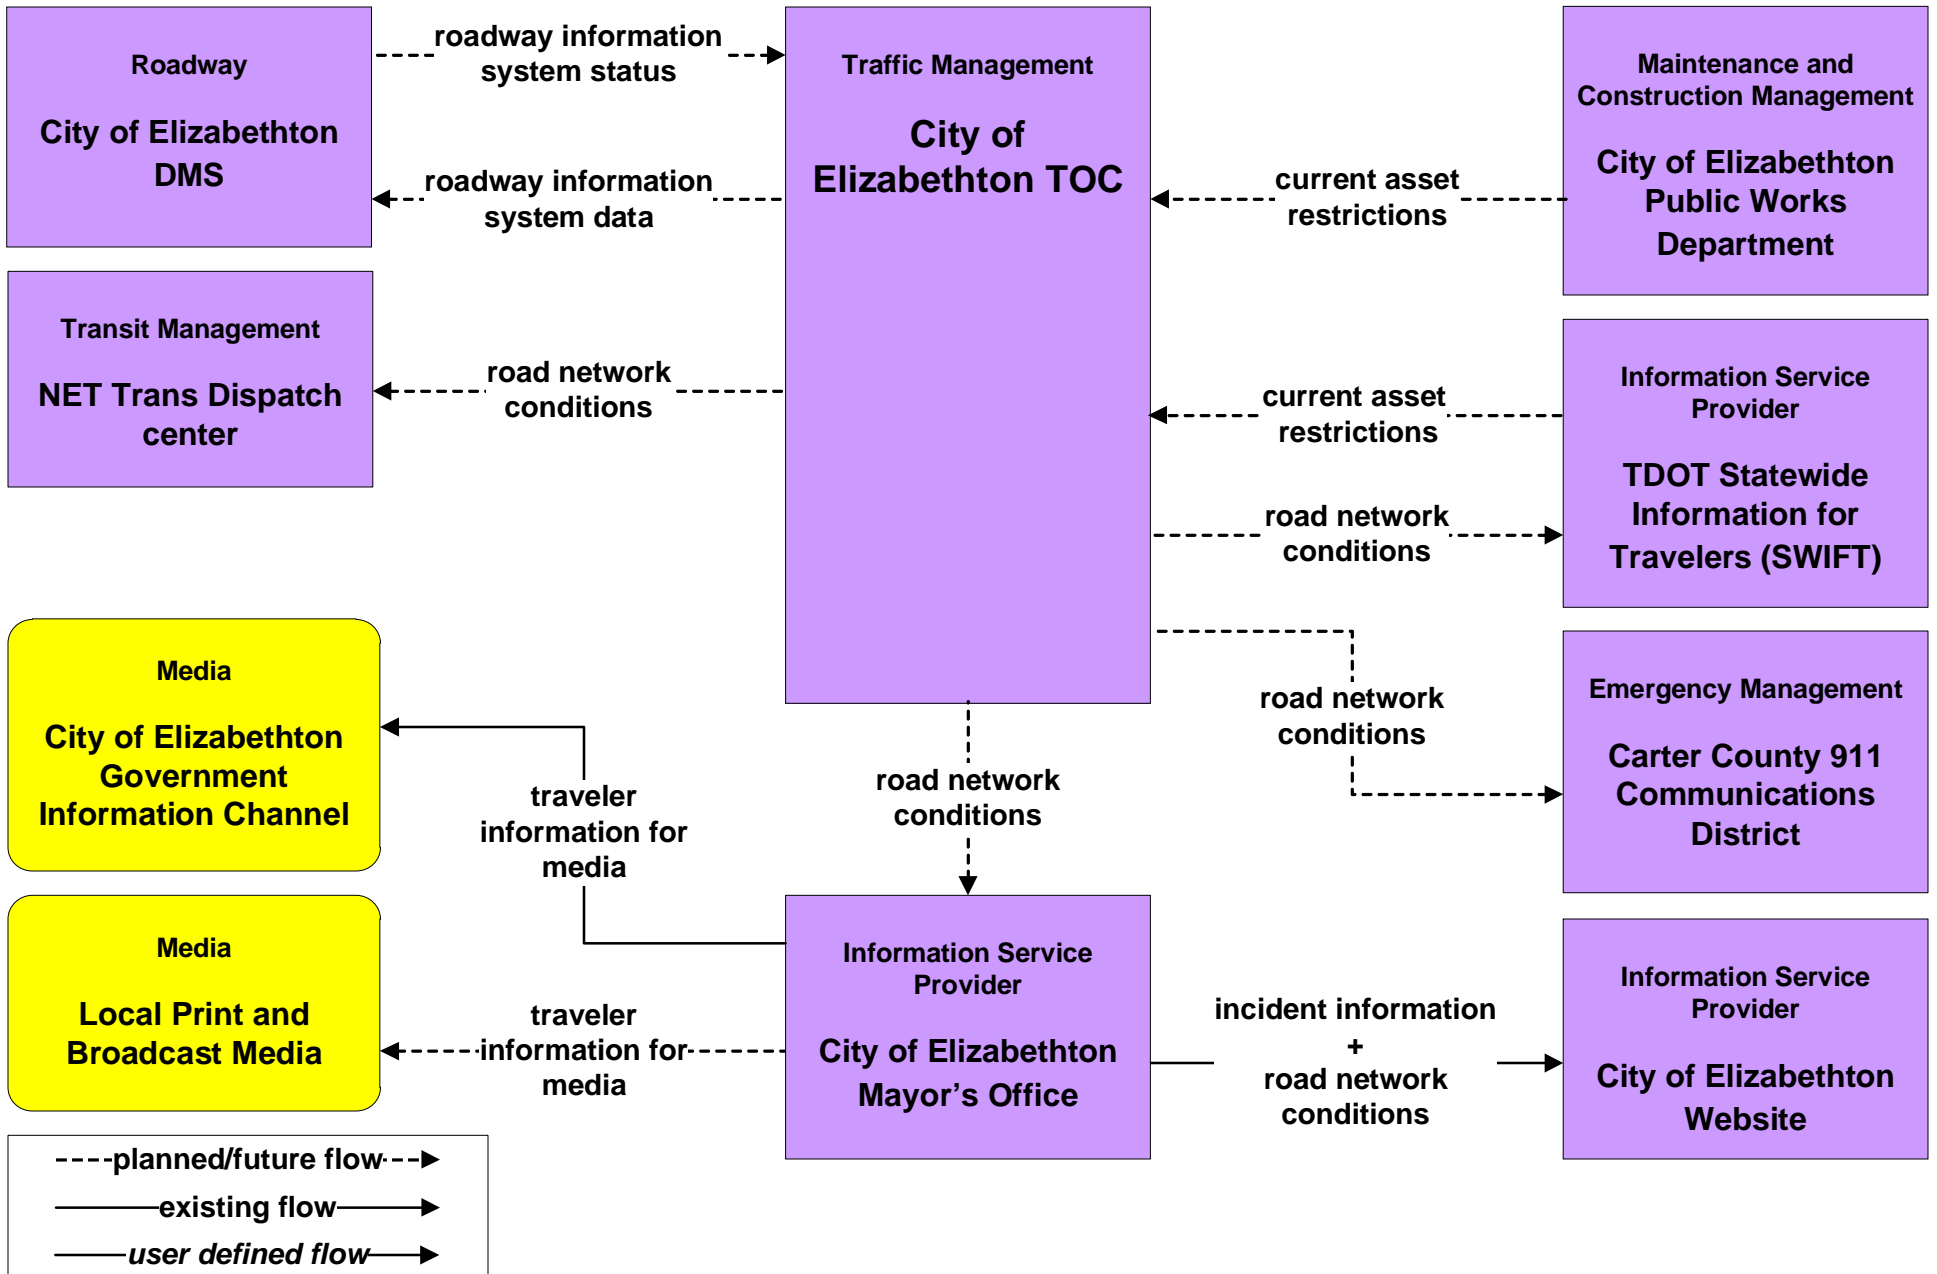 Roadway
City of Elizabethton
DMS
roadway information
system status
roadway information
system data
Traffic Management
City of
Elizabethton TOC
Maintenance and
Construction Management
City of Elizabethton
Public Works
Department
current asset
restrictions
Transit Management
NET Trans Dispatch
center
road network
conditions
current asset
restrictions
road network
conditions
Information Service
Provider
TDOT Statewide
Information for
Travelers (SWIFT)
Media
City of Elizabethton
Government
Information Channel
traveler
information for
media
road network
conditions
road network
conditions
Emergency Management
Carter County 911
Communications
District
Media
Local Print and
Broadcast Media
traveler
information for
media
Information Service
Provider
City of Elizabethton
Mayor's Office
incident information
+
road network
conditions
Information Service
Provider
City of Elizabethton
Website
planned/future flow
existing flow
user defined flow